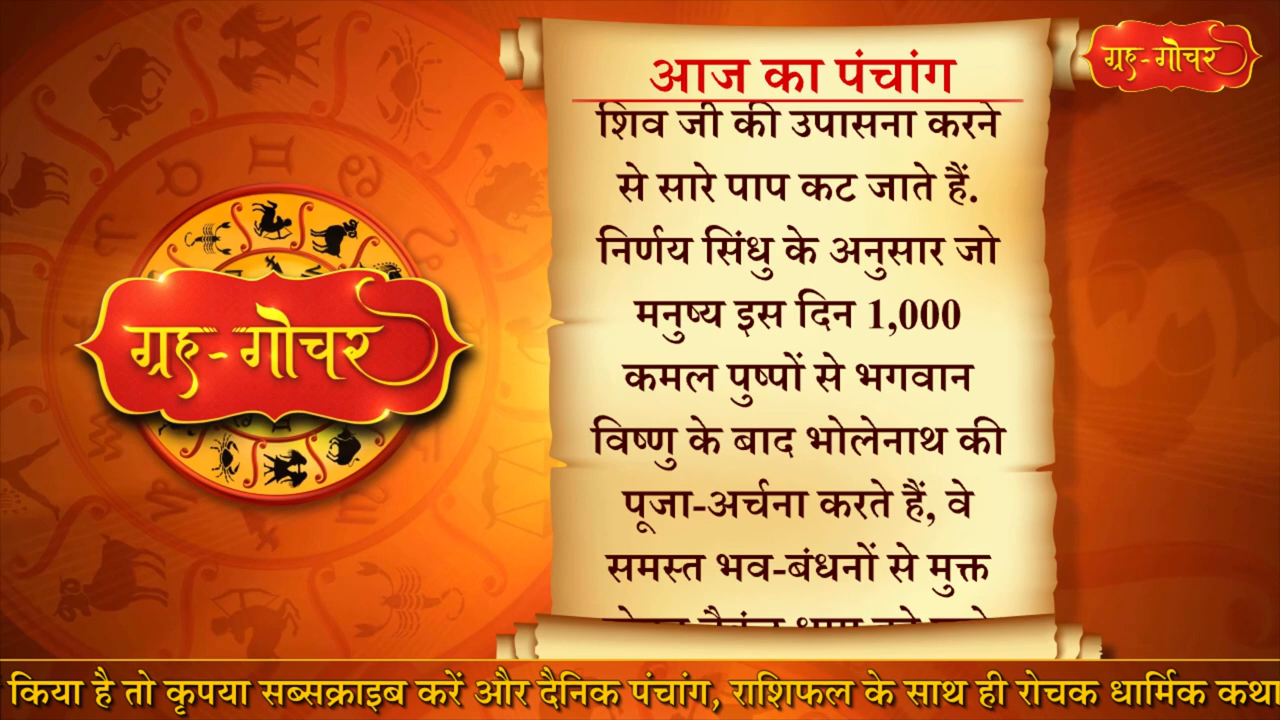 आज का पंचांग
ग्रह-गोचर
शिव जी की उपासना करने
से सारे पाप कट जाते हैं.
निर्णय सिंधु के अनुसार जो
मनुष्य इस दिन 1,000
कमल पुष्पों से भगवान
विष्णु के बाद भोलेनाथ की
पूजा-अर्चना करते हैं, वे
समस्त भव-बंधनों से मुक्त
ग्रह-गोचर
किया है तो कृपया सब्सक्राइब करें और दैनिक पंचांग, राशिफल के साथ ही रोचक धार्मिक कथा